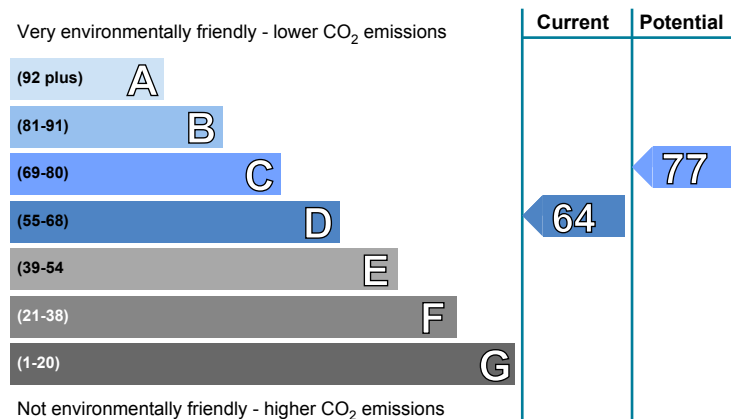 Current Potential
Very environmentally friendly - lower CO2 emissions
(92 plus) A
(81-91) B
(69-80) C
77
(55-68) D
64
(39-54 E
(21-38) F
(1-20) G
Not environmentally friendly - higher CO2 emissions